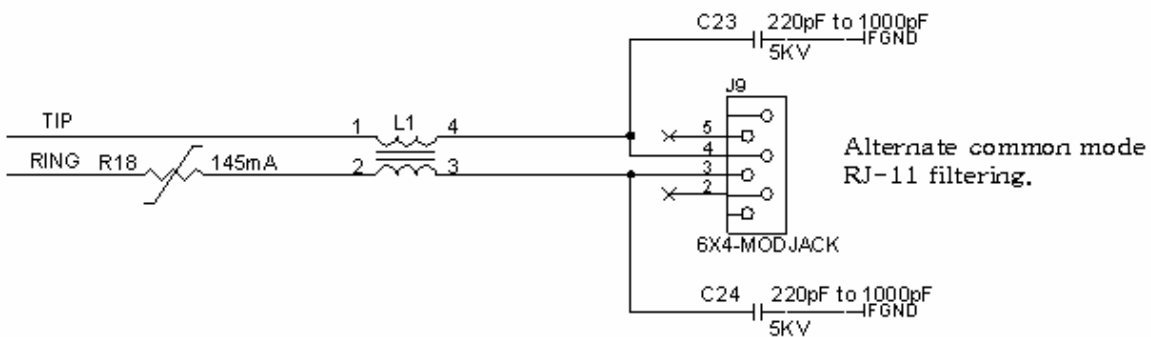 C23 220pF to 1000pF
FGND
5KV
J9
TIP
1 L1 4
5
4
RING R18 145mA 2 3
3
2
Alternate common mode
RJ-11 filtering.
6X4-MODJACK
C24 220pF to 1000pF
FGND
5KV